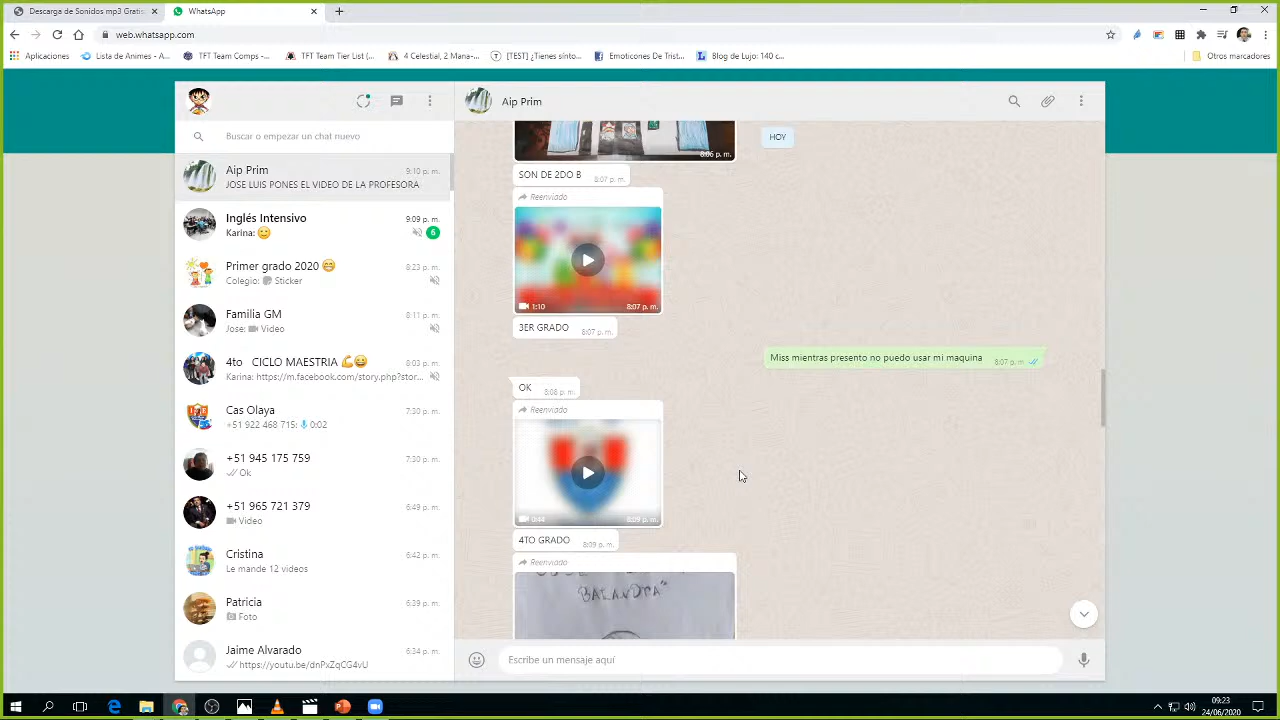 Descarga de Sonidos mp3 Gratis
WhatsApp
web.whatsapp.com
Aplicaciones
Lista de Animes - A...
TFT Team Comps -...
TFT Team Tier List (...
4 Celestial, 2 Mana-...
[TEST] ¿Tienes sínto...
Emoticones De Trist...
Blog de Lujo: 140 c...
Otros marcadores
Buscar o empezar un chat nuevo
Aip Prim
9:10 p. m.
JOSE LUIS PONES EL VIDEO DE LA PROFESORA
Inglés Intensivo
9:09 p. m.
Karina:
6
Primer grado 2020 😁
8:23 p. m.
Colegio: Sticker
Familia GM
8:11 p. m.
Jose: Video
4to CICLO MAESTRIA 💪😂
8:03 p. m.
Karina: https://m.facebook.com/story.php?stor...
Cas Olaya
7:30 p. m.
+51 922 468 715: 0:02
+51 945 175 759
7:30 p. m.
Ok
+51 965 721 379
6:49 p. m.
Video
Cristina
6:42 p. m.
Le mande 12 videos
Patricia
6:39 p. m.
Foto
Jaime Alvarado
6:34 p. m.
https://youtu.be/dnPxZqCG4vU
Aip Prim
HOY
8:06 p. m.
SON DE 2DO B
8:07 p. m.
Reenviado
1:10
8:07 p. m.
3ER GRADO
8:07 p. m.
Miss mientras presento no puedo usar mi maquina
8:07 p. m.
OK
8:08 p. m.
Reenviado
0:44
8:09 p. m.
4TO GRADO
8:09 p. m.
Reenviado
Escribe un mensaje aquí
09:23
24/06/2020